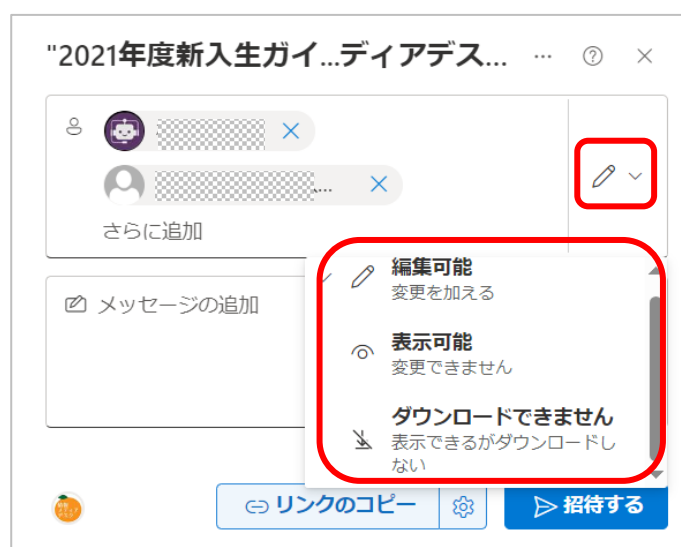 "2021年度新入生ガイ...ディアデス...
さらに追加
メッセージの追加
編集可能
変更を加える
表示可能
変更できません
ダウンロードできません
表示できるがダウンロードし
ない
リンクのコピー
招待する